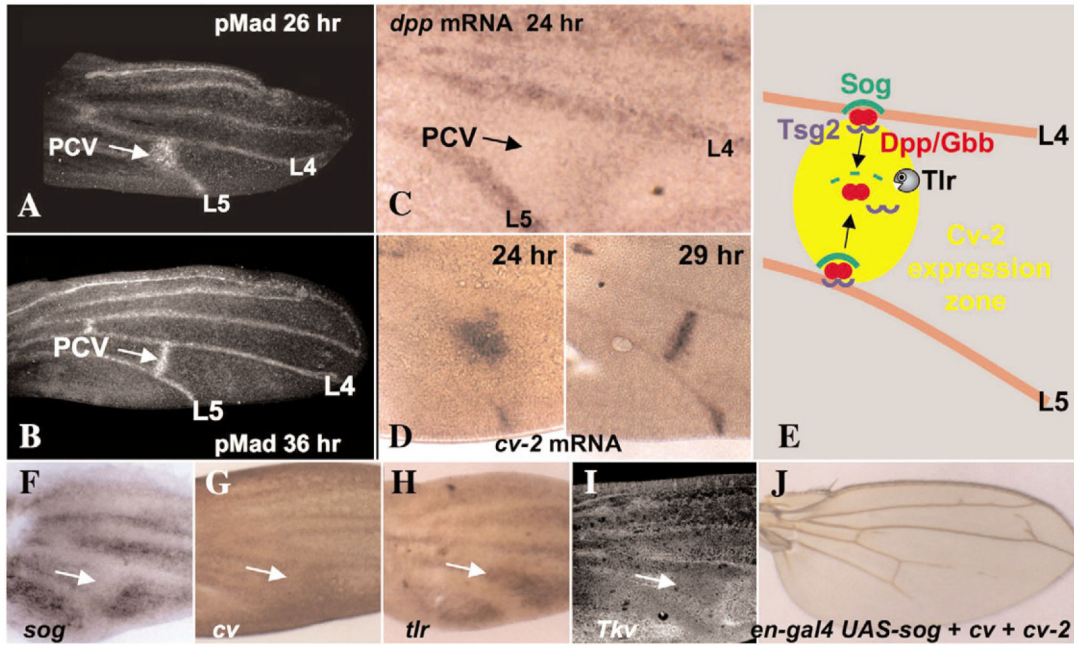 pMad 26 hr
PCV
L4
L5
A
pMad 36 hr
PCV
L4
L5
B
dpp mRNA 24 hr
PCV
L4
L5
C
24 hr
29 hr
D
cv-2 mRNA
Sog
L4
Tsg2
Dpp/Gbb
Tlr
Cv-2
expression
zone
E
L5
F
sog
G
cv
H
tlr
I
Tkv
J
en-gal4 UAS-sog + cv + cv-2